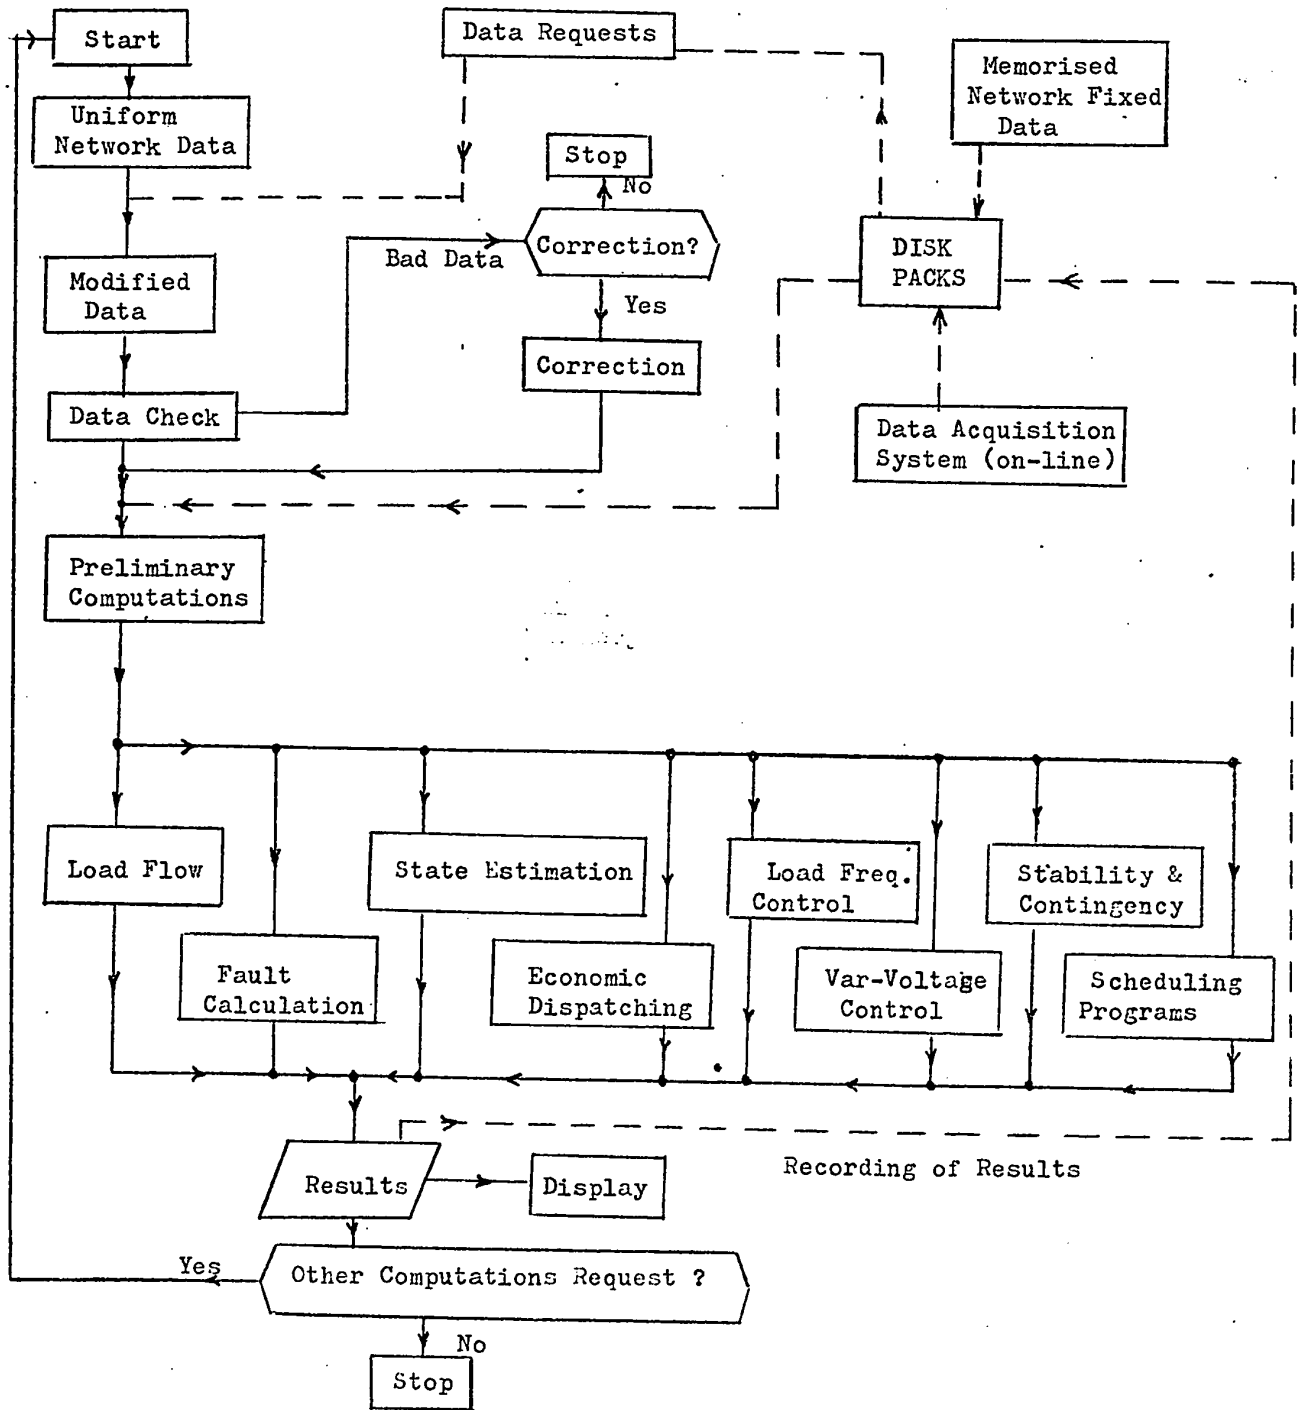 Start
Data Requests
Memorised
Network Fixed
Data
Uniform
Network Data
Stop
No
Correction?
Bad Data
DISK
PACKS
Modified
Data
Yes
Correction
Data Check
Data Acquisition
System (on-line)
Preliminary
Computations
Load Flow
State Estimation
Load Freq.
Control
Stability &
Contingency
Fault
Calculation
Economic
Dispatching
Var-Voltage
Control
Scheduling
Programs
Recording of Results
Results
Display
Yes
Other Computations Request ?
No
Stop